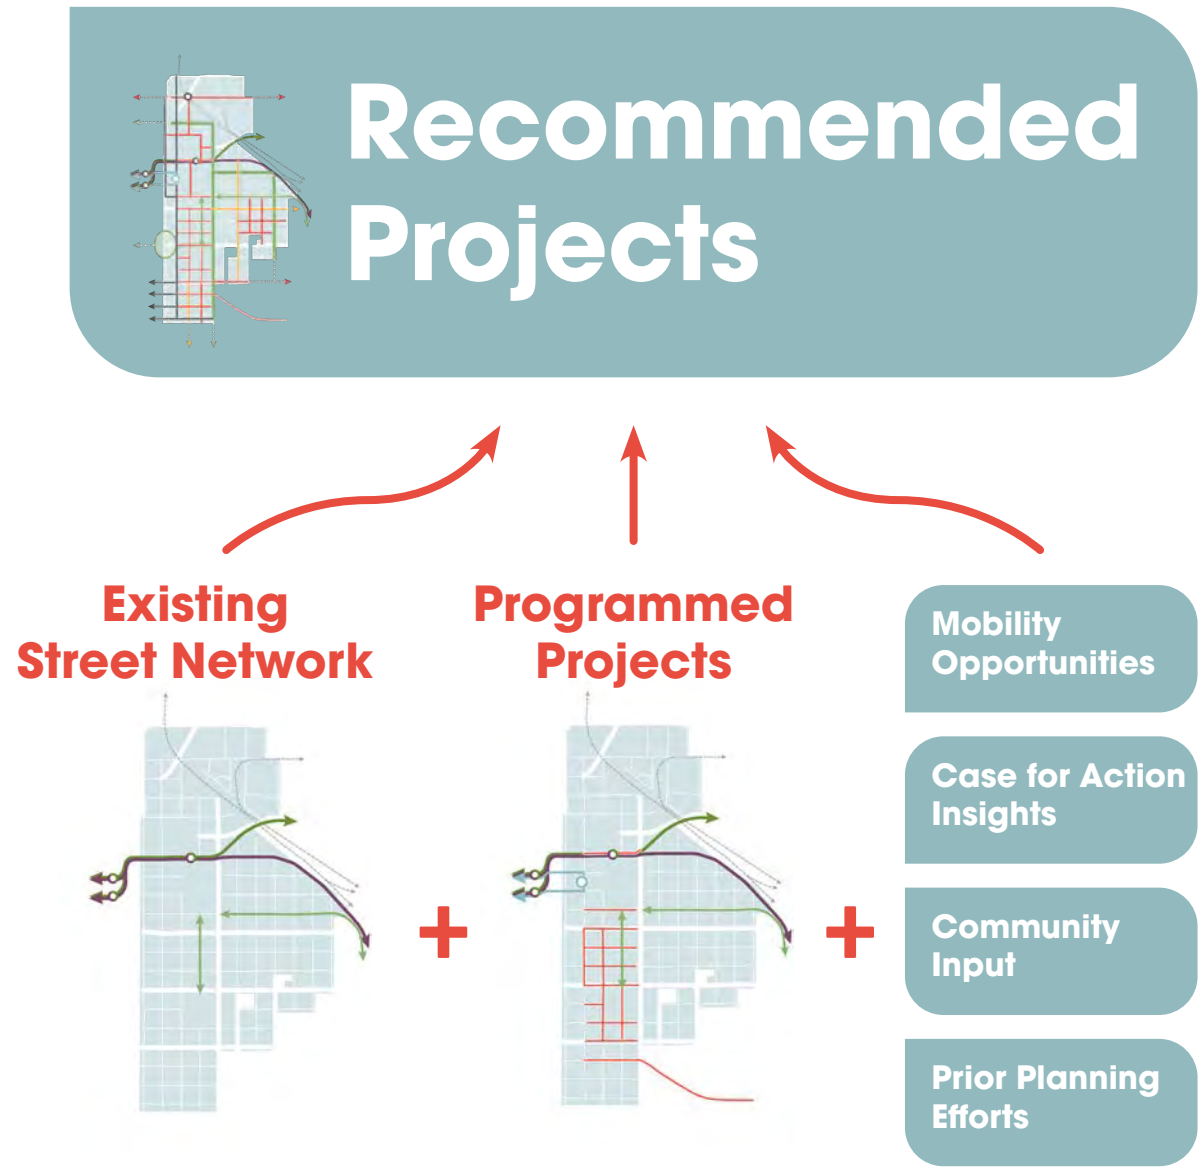 Recommended
Projects
Existing
Street Network
Programmed
Projects
Mobility
Opportunities
Case for Action
Insights
Community
Input
Prior Planning
Efforts